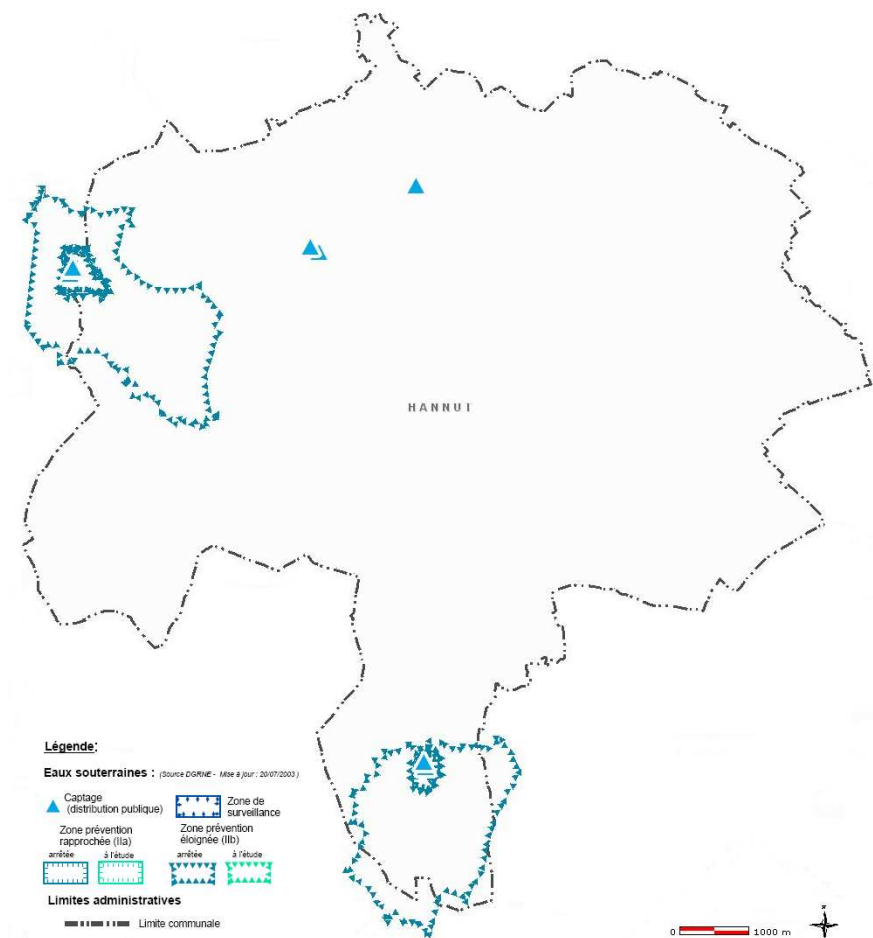 HANNUT
Légende:
Eaux souterraines : (Source DGRNE - Mise à jour : 20/07/2003 )
Captage
(distribution publique)
Zone de
surveillance
Zone prévention
rapprochée (IIa)
arrêtée
à l'étude
Zone prévention
éloignée (IIb)
arrêtée
à l'étude
Limites administratives
Limite communale
0 1000 m